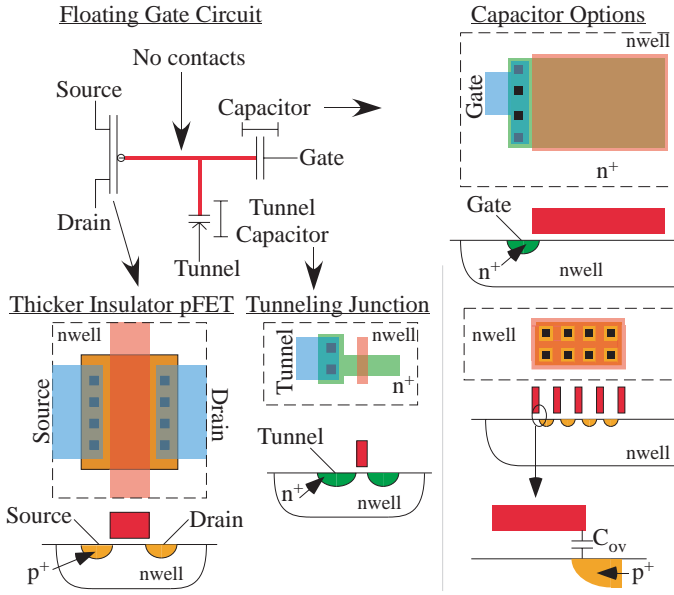 Floating Gate Circuit
No contacts
Source
Capacitor
Gate
Drain
Tunnel
Capacitor
Tunnel
Thicker Insulator pFET
nwell
Source
Drain
Source
Drain
p+
nwell
Tunneling Junction
nwell
Tunnel
n+
Tunnel
n+
nwell
Capacitor Options
nwell
Gate
n+
Gate
n+
nwell
nwell
nwell
Cov
p+